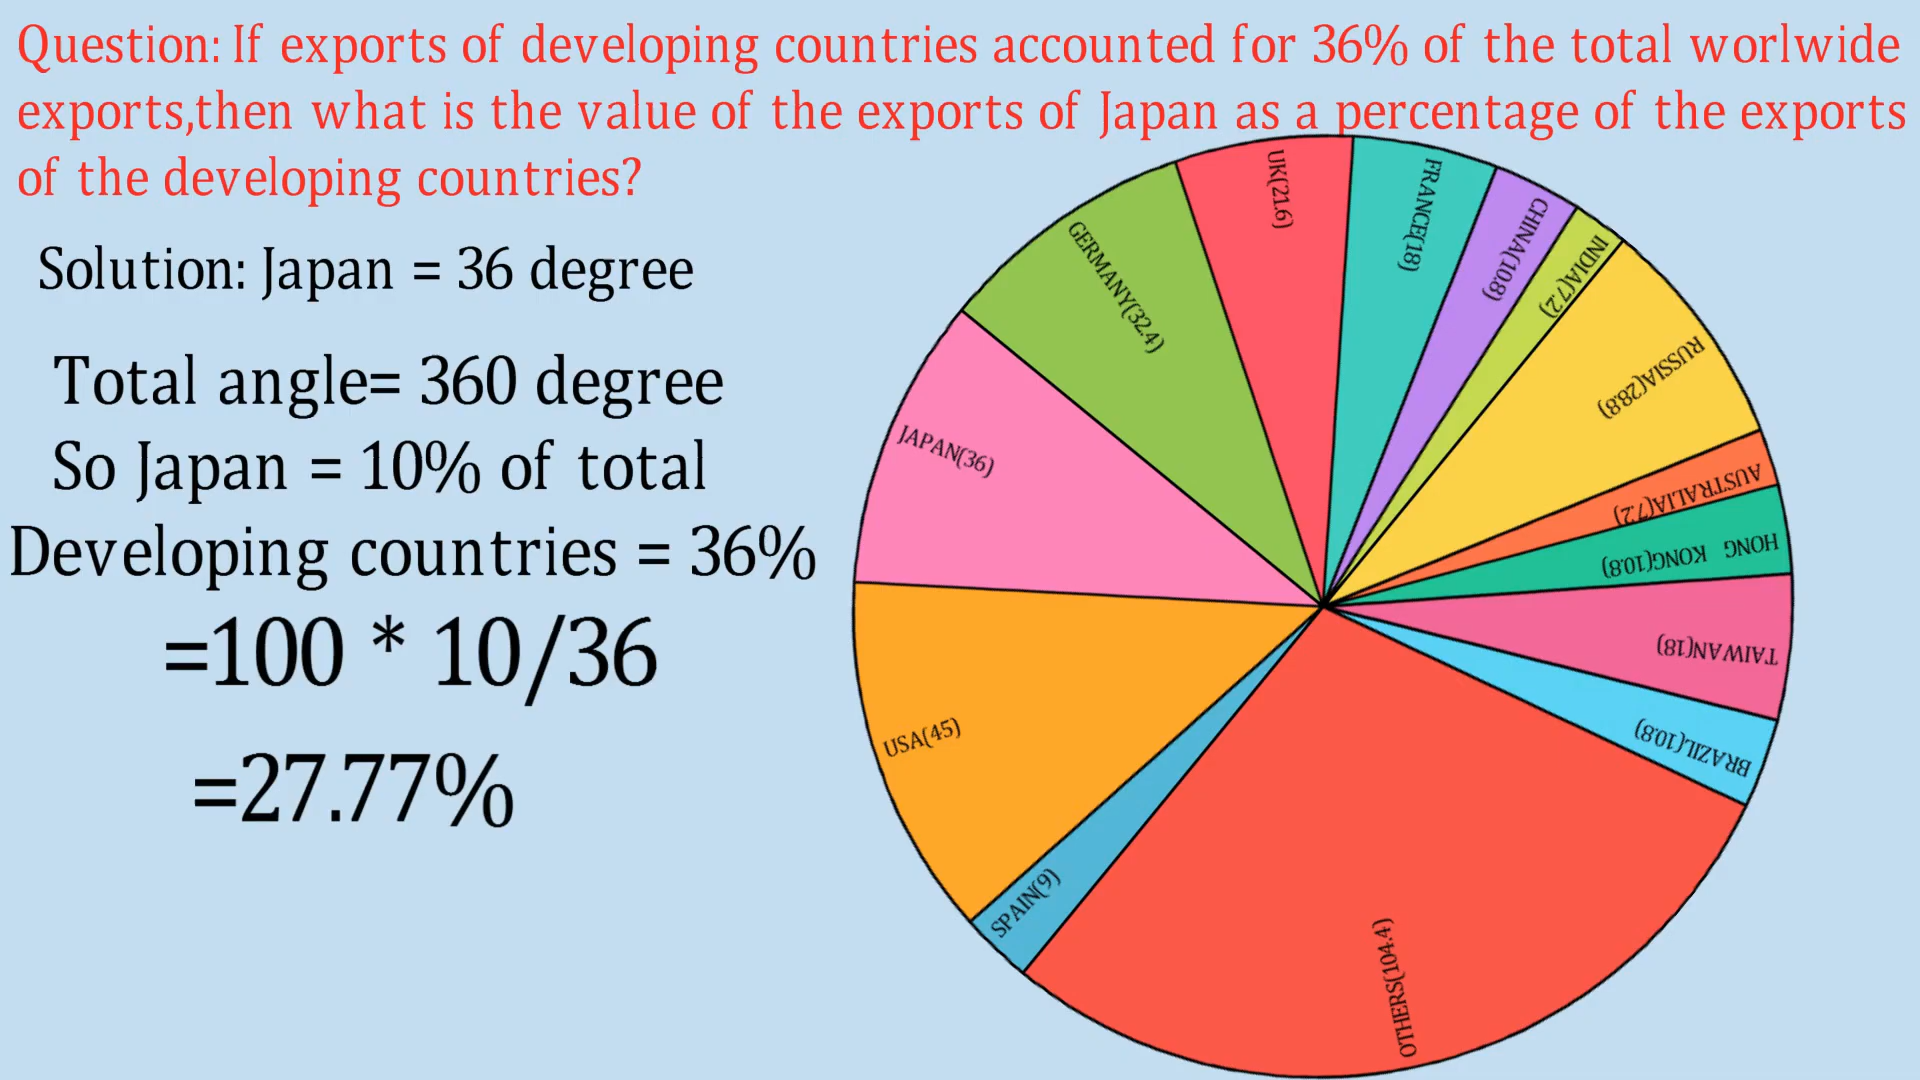 Question: If exports of developing countries accounted for 36% of the total worlwide
exports,then what is the value of the exports of Japan as a percentage of the exports
of the developing countries?
Solution: Japan = 36 degree
Total angle= 360 degree
So Japan = 10% of total
Developing countries = 36%
=100 * 10/36
=27.77%
UK(21.6)
FRANCE(18)
CHINA(10.8)
INDIA(7.2)
RUSSIA(28.8)
AUSTRALIA(7.2)
HONG KONG(10.8)
TAIWAN(18)
BRAZIL(10.8)
OTHERS(104.4)
SPAIN(9)
USA(45)
JAPAN(36)
GERMANY(32.4)